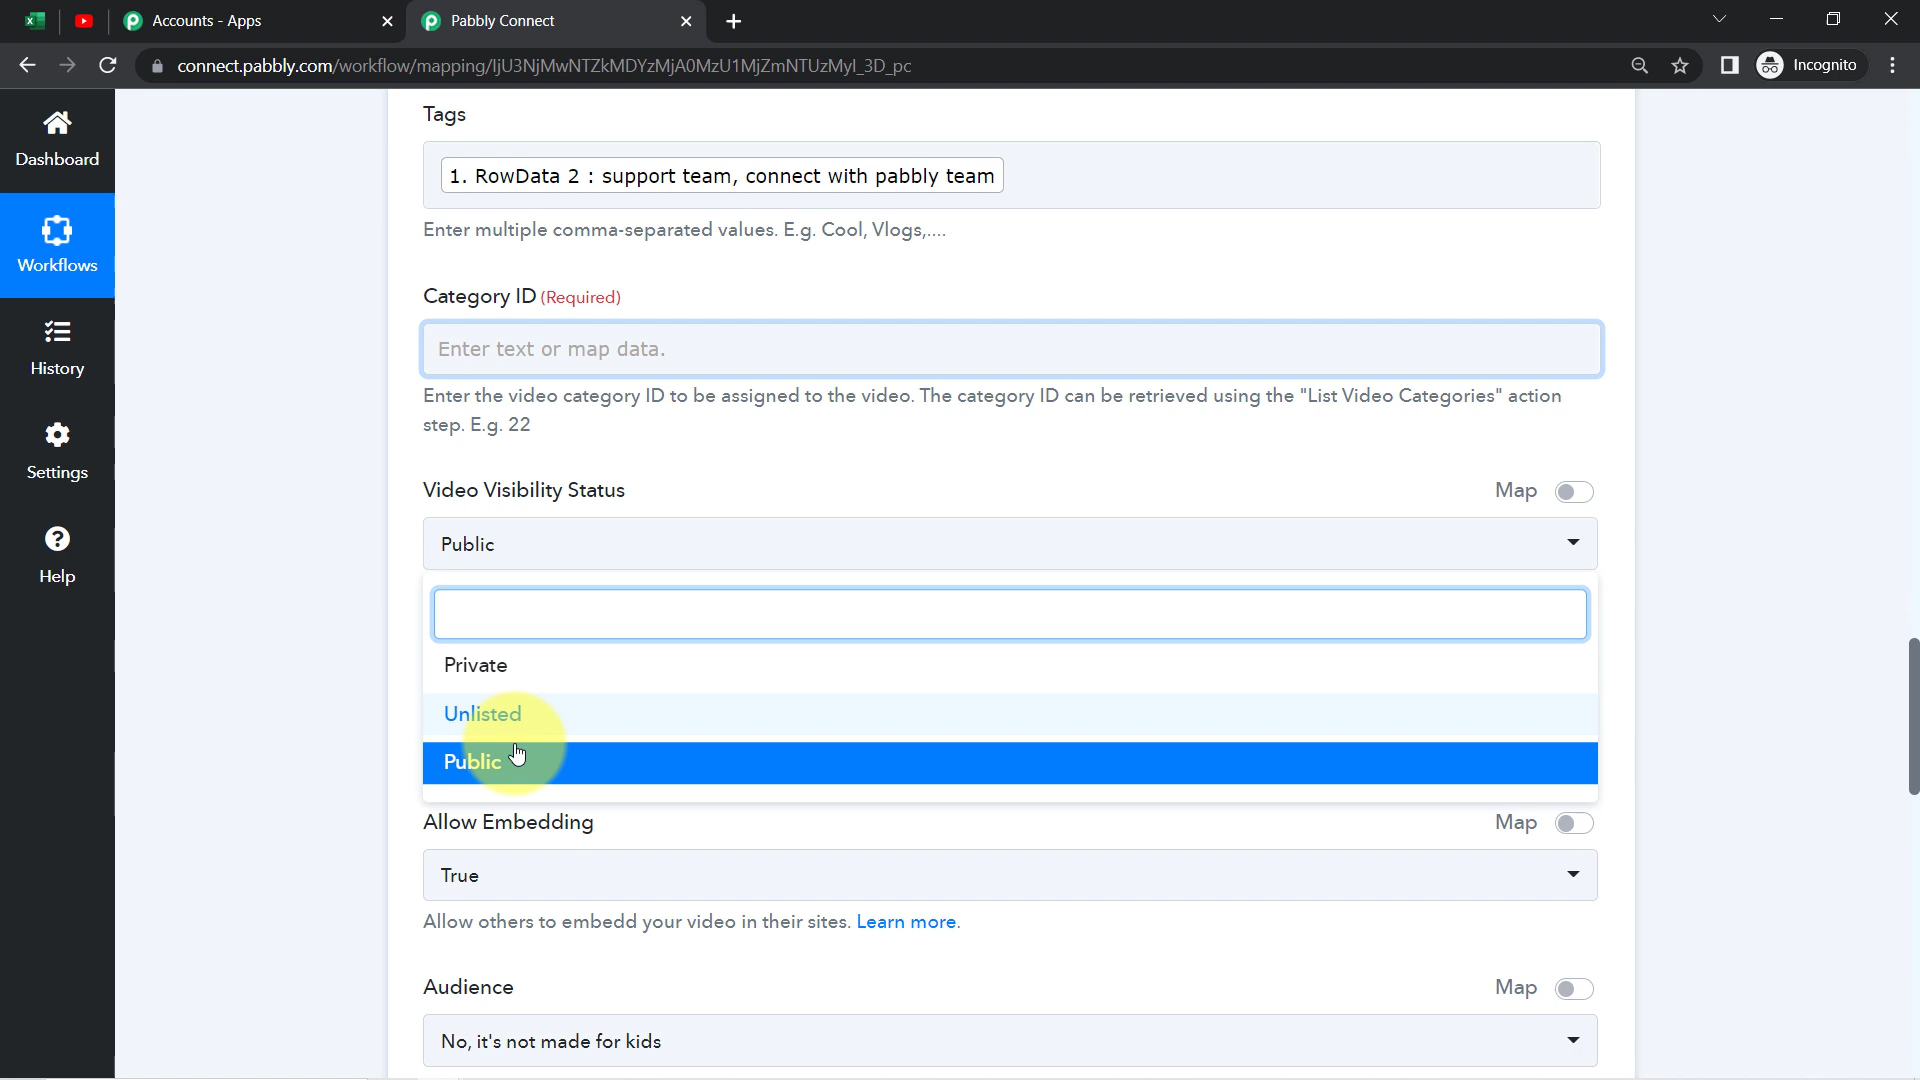 Accounts - Apps
Pabbly Connect
connect.pabbly.com/workflow/mapping/IjU3NjMwNTZkMDYzMjA0MzU1MjZmNTUzMyI_3D_pc
Incognito
Dashboard
Workflows
History
Settings
Help
Tags
1. RowData 2 : support team, connect with pabbly team
Enter multiple comma-separated values. E.g. Cool, Vlogs,....
Category ID (Required)
Enter text or map data.
Enter the video category ID to be assigned to the video. The category ID can be retrieved using the "List Video Categories" action
step. E.g. 22
Video Visibility Status
Map
Public
Private
Unlisted
Public
Allow Embedding
Map
True
Allow others to embedd your video in their sites. Learn more.
Audience
Map
No, it's not made for kids